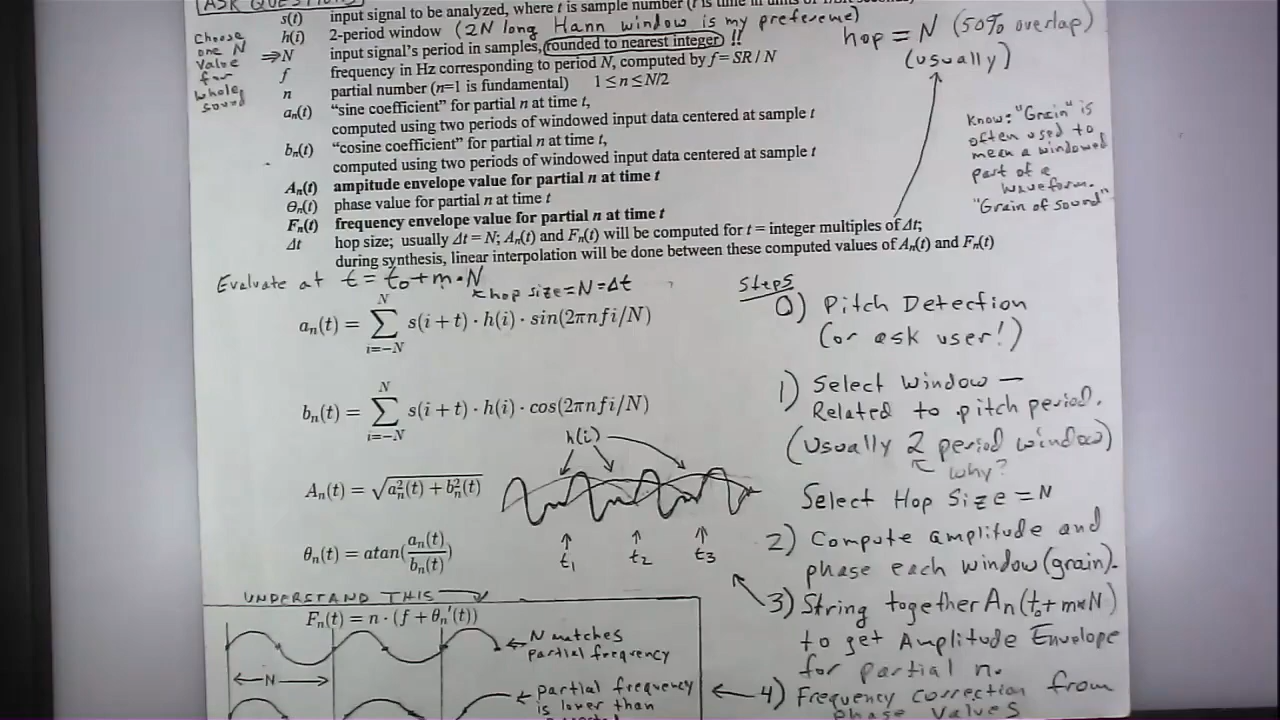 ASK QUESTIONS
s(t) input signal to be analyzed, where t is sample number (t is time in units of
h(i) 2-period window (2N long Hann window is my preference)
Choose one N value for whole sound
⇒N input signal's period in samples, rounded to nearest integer !!
hop = N (50% overlap)
(usually)
f frequency in Hz corresponding to period N, computed by f = SR / N
n partial number (n=1 is fundamental) 1 ≤ n ≤ N/2
aₙ(t) "sine coefficient" for partial n at time t,
computed using two periods of windowed input data centered at sample t
bₙ(t) "cosine coefficient" for partial n at time t,
computed using two periods of windowed input data centered at sample t
Aₙ(t) ampitude envelope value for partial n at time t
Θₙ(t) phase value for partial n at time t
Fₙ(t) frequency envelope value for partial n at time t
Δt hop size; usually Δt = N; Aₙ(t) and Fₙ(t) will be computed for t = integer multiples of Δt;
during synthesis, linear interpolation will be done between these computed values of Aₙ(t) and Fₙ(t)
Know: "Grain" is
often used to
mean a windowed
part of a
waveform.
"Grain of sound"
Evaluate at t = t₀ + m·N
hop size = N = Δt
aₙ(t) = ∑_{i=−N}^{N} s(i + t) · h(i) · sin(2πnfi/N)
bₙ(t) = ∑_{i=−N}^{N} s(i + t) · h(i) · cos(2πnfi/N)
h(i)
Aₙ(t) = √(aₙ²(t) + bₙ²(t))
t₁ t₂ t₃
θₙ(t) = atan(aₙ(t)/bₙ(t))
UNDERSTAND THIS
Fₙ(t) = n · (f + θₙ′(t))
← N matches
partial frequency
← N →
← partial frequency
is lower than
Steps
0) Pitch Detection
(or ask user!)
1) Select Window —
Related to pitch period.
(Usually 2 period window)
why?
Select Hop Size = N
2) Compute amplitude and
phase each window (grain).
3) String together Aₙ(t₀+m*N)
to get Amplitude Envelope
for partial n.
4) Frequency correction from
phase values